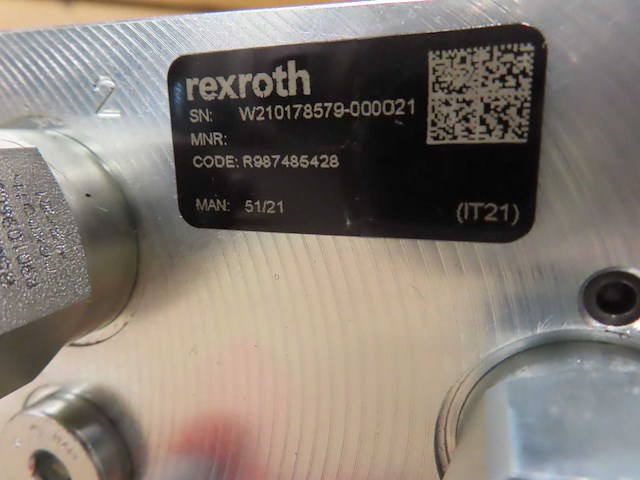 2
rexroth
SN: W210178579-000021
MNR:
CODE: R987485428
MAN: 51/21
(IT21)